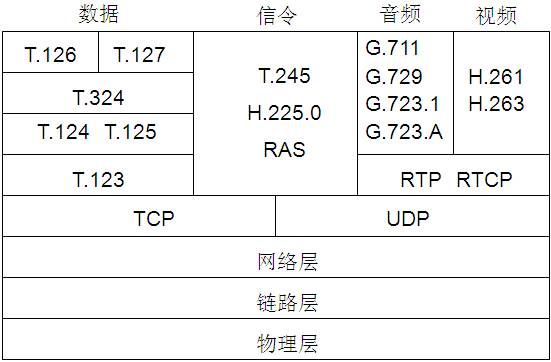 数据 信令 音频 视频
T.126 T.127
T.324
T.124 T.125
T.123
T.245
H.225.0
RAS
G.711
G.729
G.723.1
G.723.A
H.261
H.263
RTP RTCP
TCP UDP
网络层
链路层
物理层